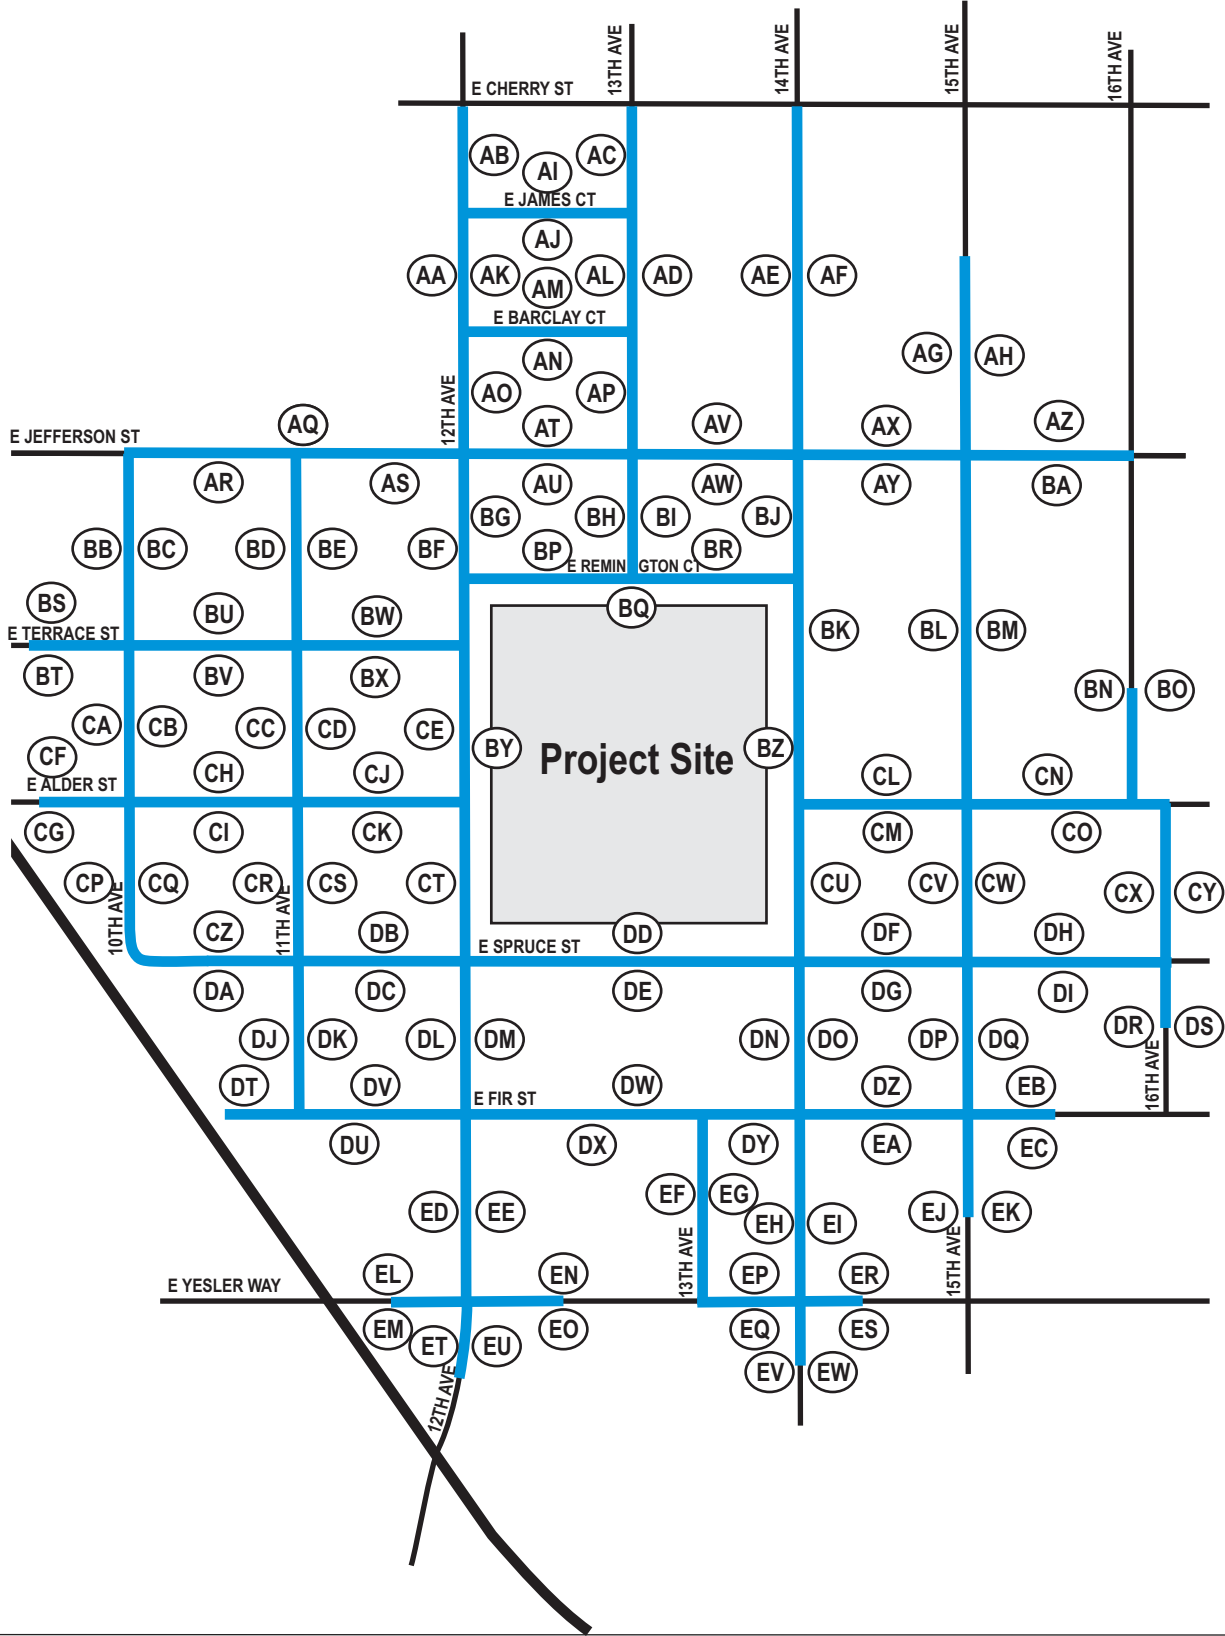 13TH AVE
14TH AVE
15TH AVE
16TH AVE
E CHERRY ST
AB
AC
AI
E JAMES CT
AJ
AA
AK
AL
AD
AE
AF
AM
E BARCLAY CT
AG
AH
AN
AO
AP
12TH AVE
AQ
AT
AV
AX
AZ
E JEFFERSON ST
AR
AS
AU
AW
AY
BA
BG
BH
BI
BJ
BB
BC
BD
BE
BF
BP
BR
E REMINGTON CT
BS
BU
BW
BQ
E TERRACE ST
BK
BL
BM
BT
BV
BX
BN
BO
CA
CB
CC
CD
CE
BY
Project Site
BZ
CF
CH
CJ
CL
CN
E ALDER ST
CG
CI
CK
CM
CO
CP
CQ
CR
CS
CT
CU
CV
CW
CX
CY
10TH AVE
11TH AVE
CZ
DB
DD
DF
DH
E SPRUCE ST
DA
DC
DE
DG
DI
DJ
DK
DL
DM
DN
DO
DP
DQ
DR
DS
16TH AVE
DT
DV
DW
DZ
EB
E FIR ST
DU
DX
DY
EA
EC
EF
EG
ED
EE
EH
EI
EJ
EK
13TH AVE
15TH AVE
EL
EN
EP
ER
E YESLER WAY
EM
EO
EQ
ES
ET
EU
EV
EW
12TH AVE